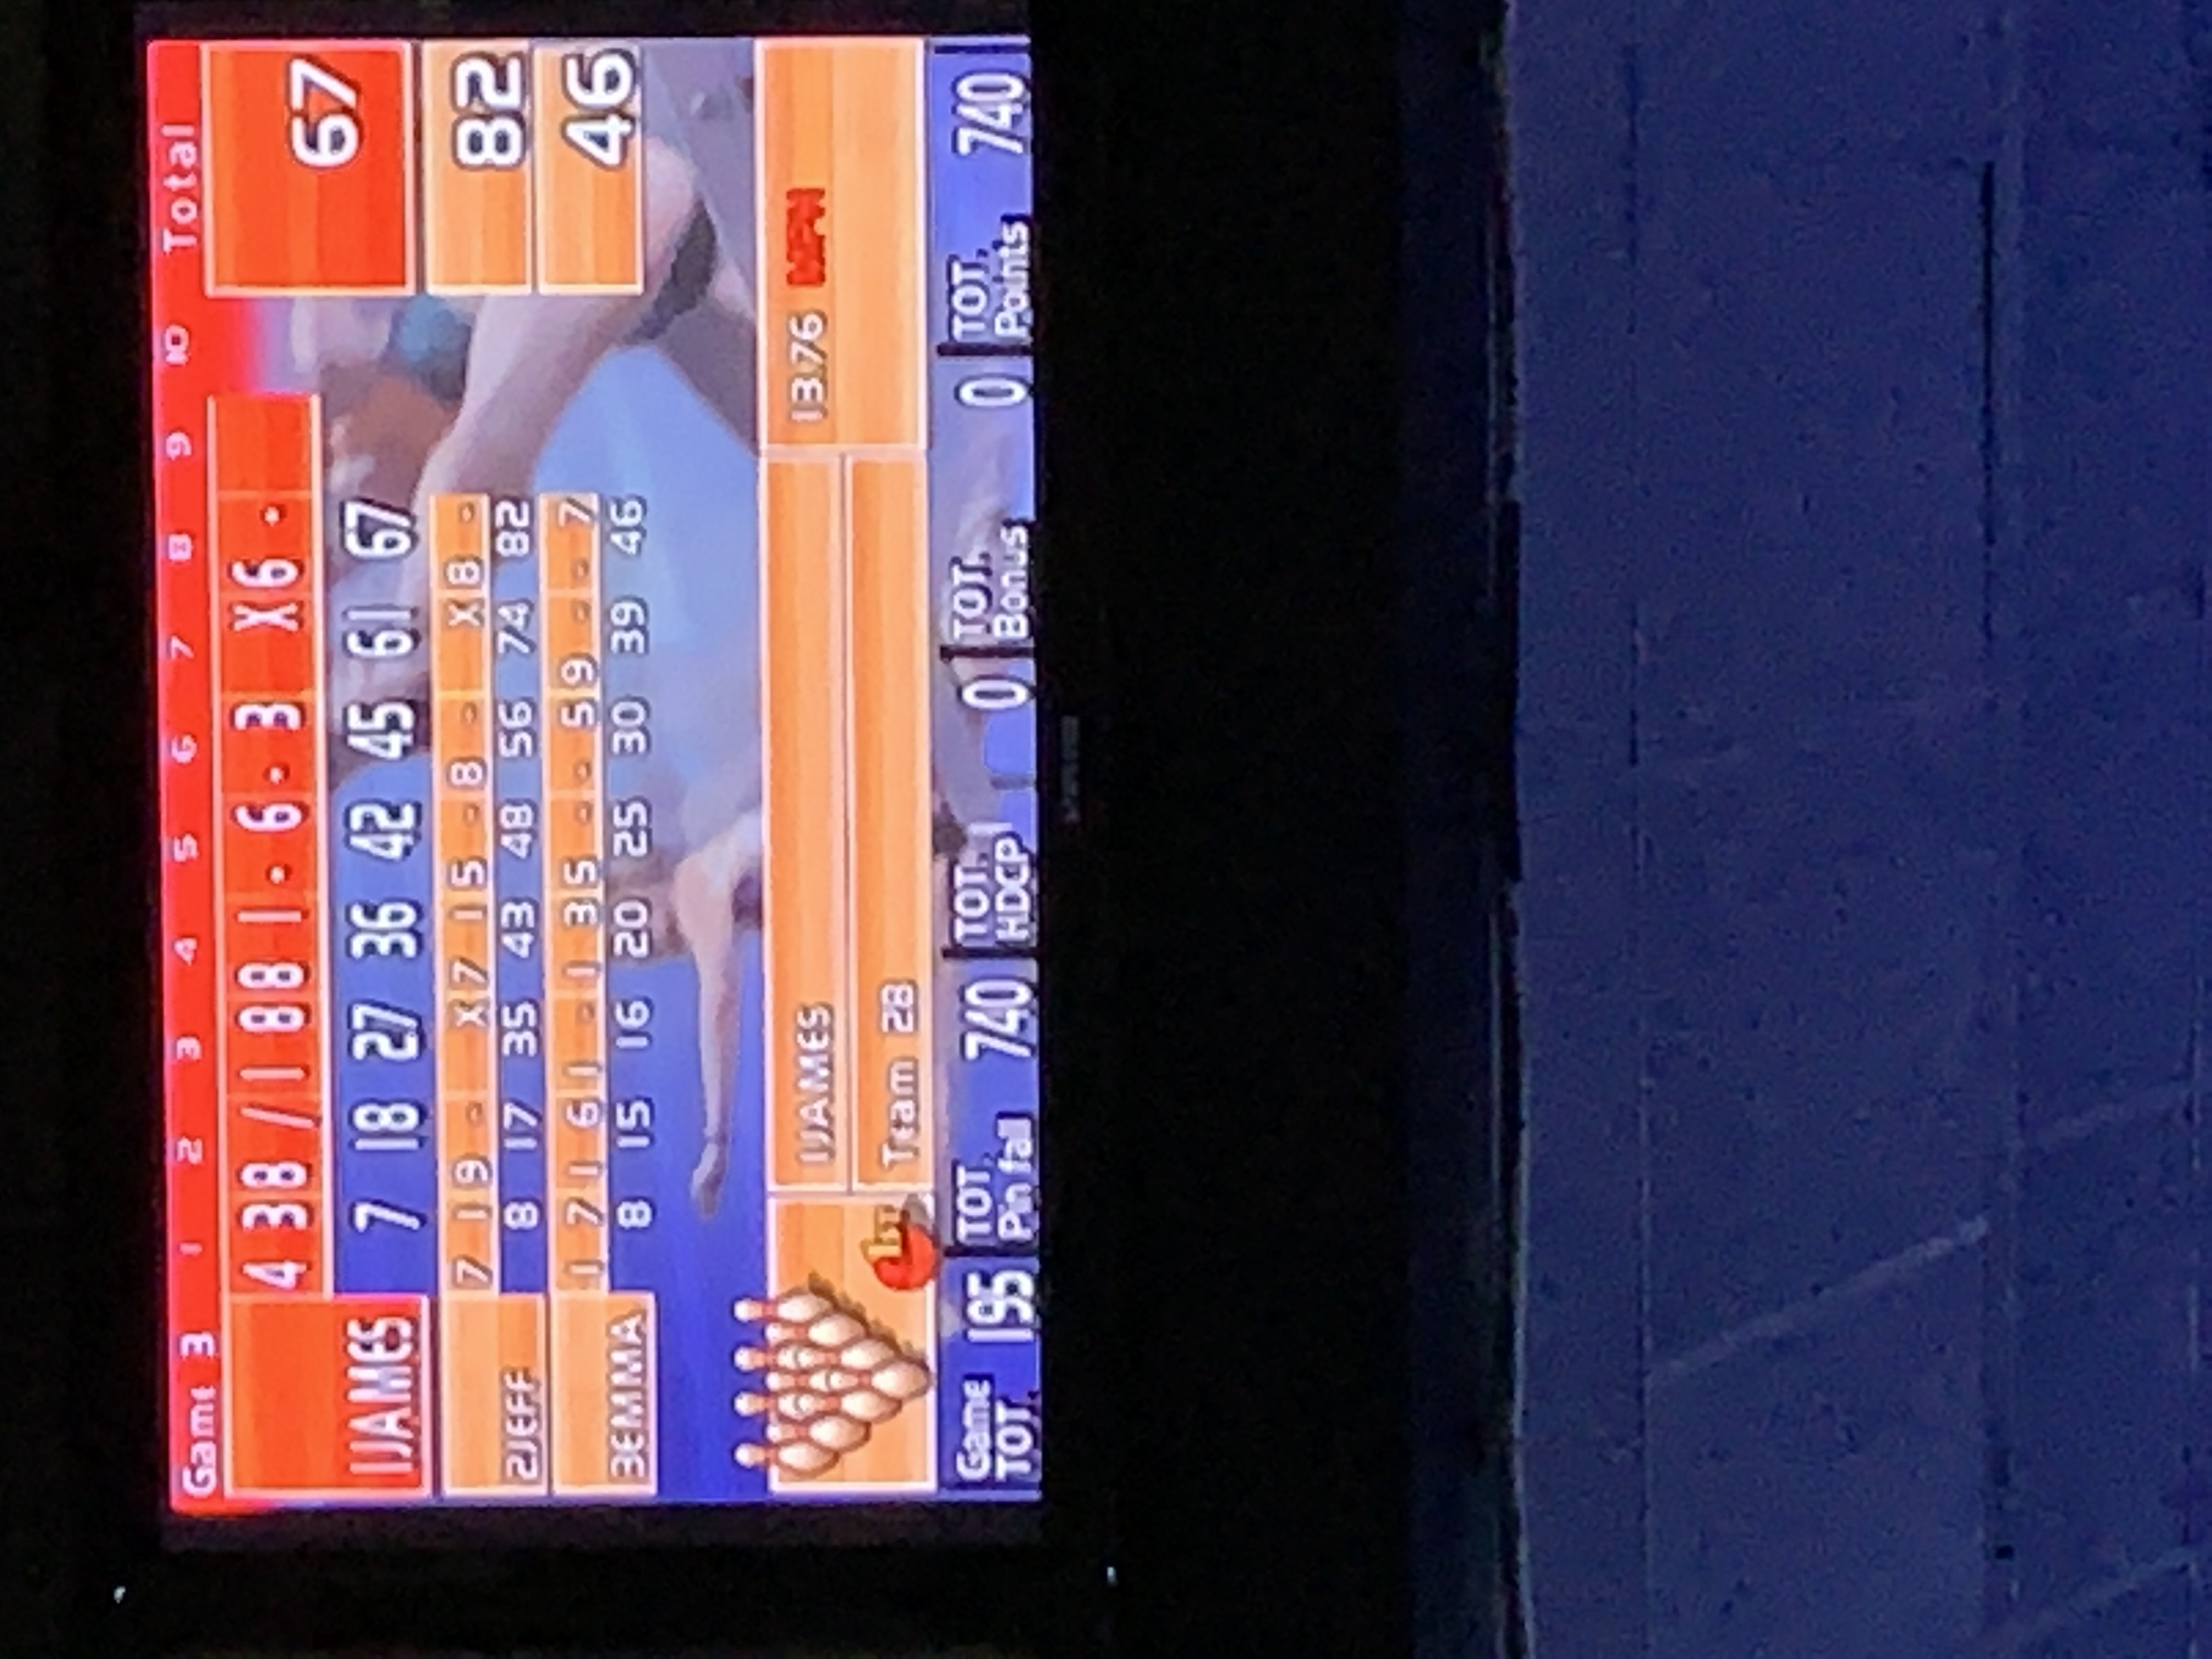 Game 3 1 2 3 4 5 6 7 8 9 10 Total
4 3 8 / 1 8 8 1 - 6 - 3 X 6 -
1JAMES 7 18 27 36 42 45 61 67 67
7 1 9 - X 7 1 5 - 8 - X 8 -
2JEFF 8 17 35 43 48 56 74 82 82
1 7 1 6 1 - 1 3 5 - - 5 9 - - 7
3EMMA 8 15 16 20 25 30 39 46 46
1JAMES 13.76 MPH
1ST Team 28
Game TOT. 195 TOT. Pin fall 740 TOT. HDCP 0 TOT. Bonus 0 TOT. Points 740